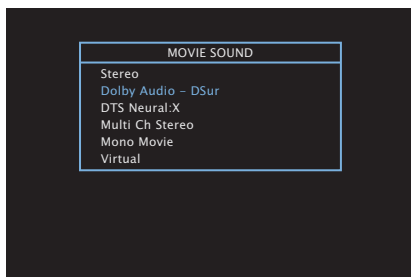 MOVIE SOUND
Stereo
Dolby Audio – DSur
DTS Neural:X
Multi Ch Stereo
Mono Movie
Virtual